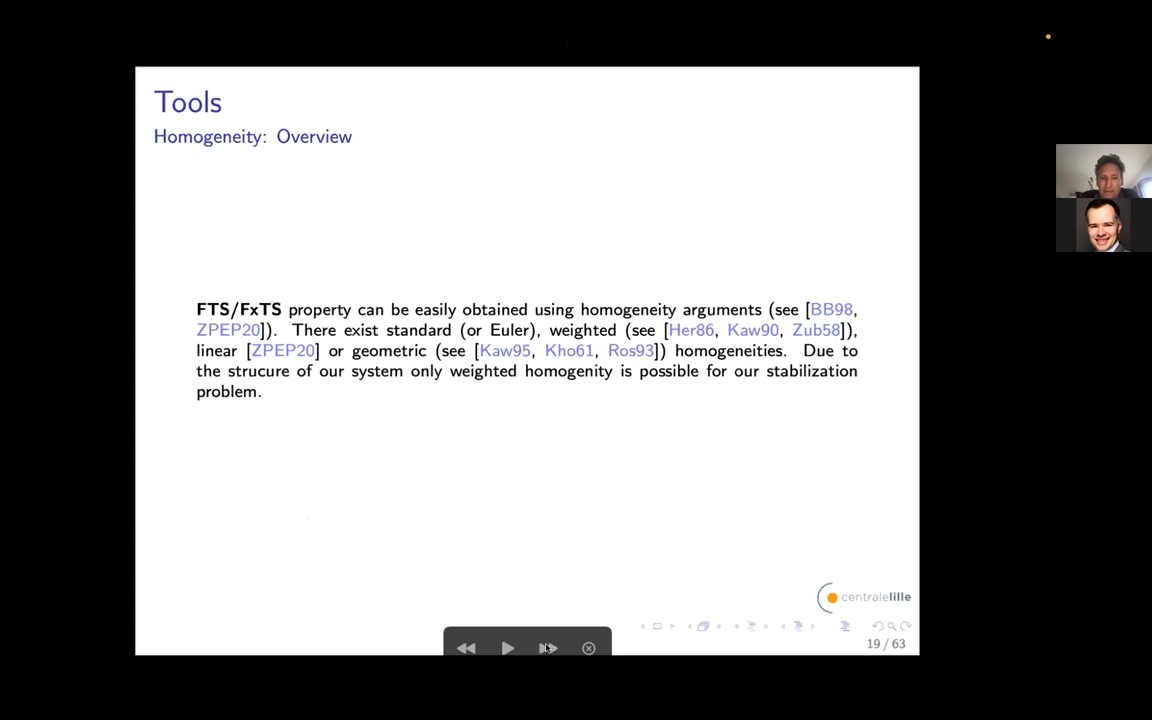 Tools
Homogeneity: Overview
FTS/FxTS property can be easily obtained using homogeneity arguments (see [BB98,
ZPEP20]). There exist standard (or Euler), weighted (see [Her86, Kaw90, Zub58]),
linear [ZPEP20] or geometric (see [Kaw95, Kho61, Ros93]) homogeneities. Due to
the strucure of our system only weighted homogenity is possible for our stabilization
problem.
centralelille
19 / 63